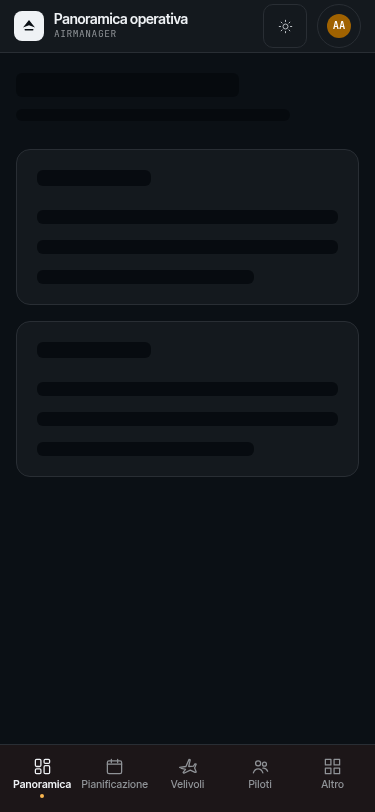 Panoramica operativa
AIRMANAGER
AA
Panoramica
Pianificazione
Velivoli
Piloti
Altro